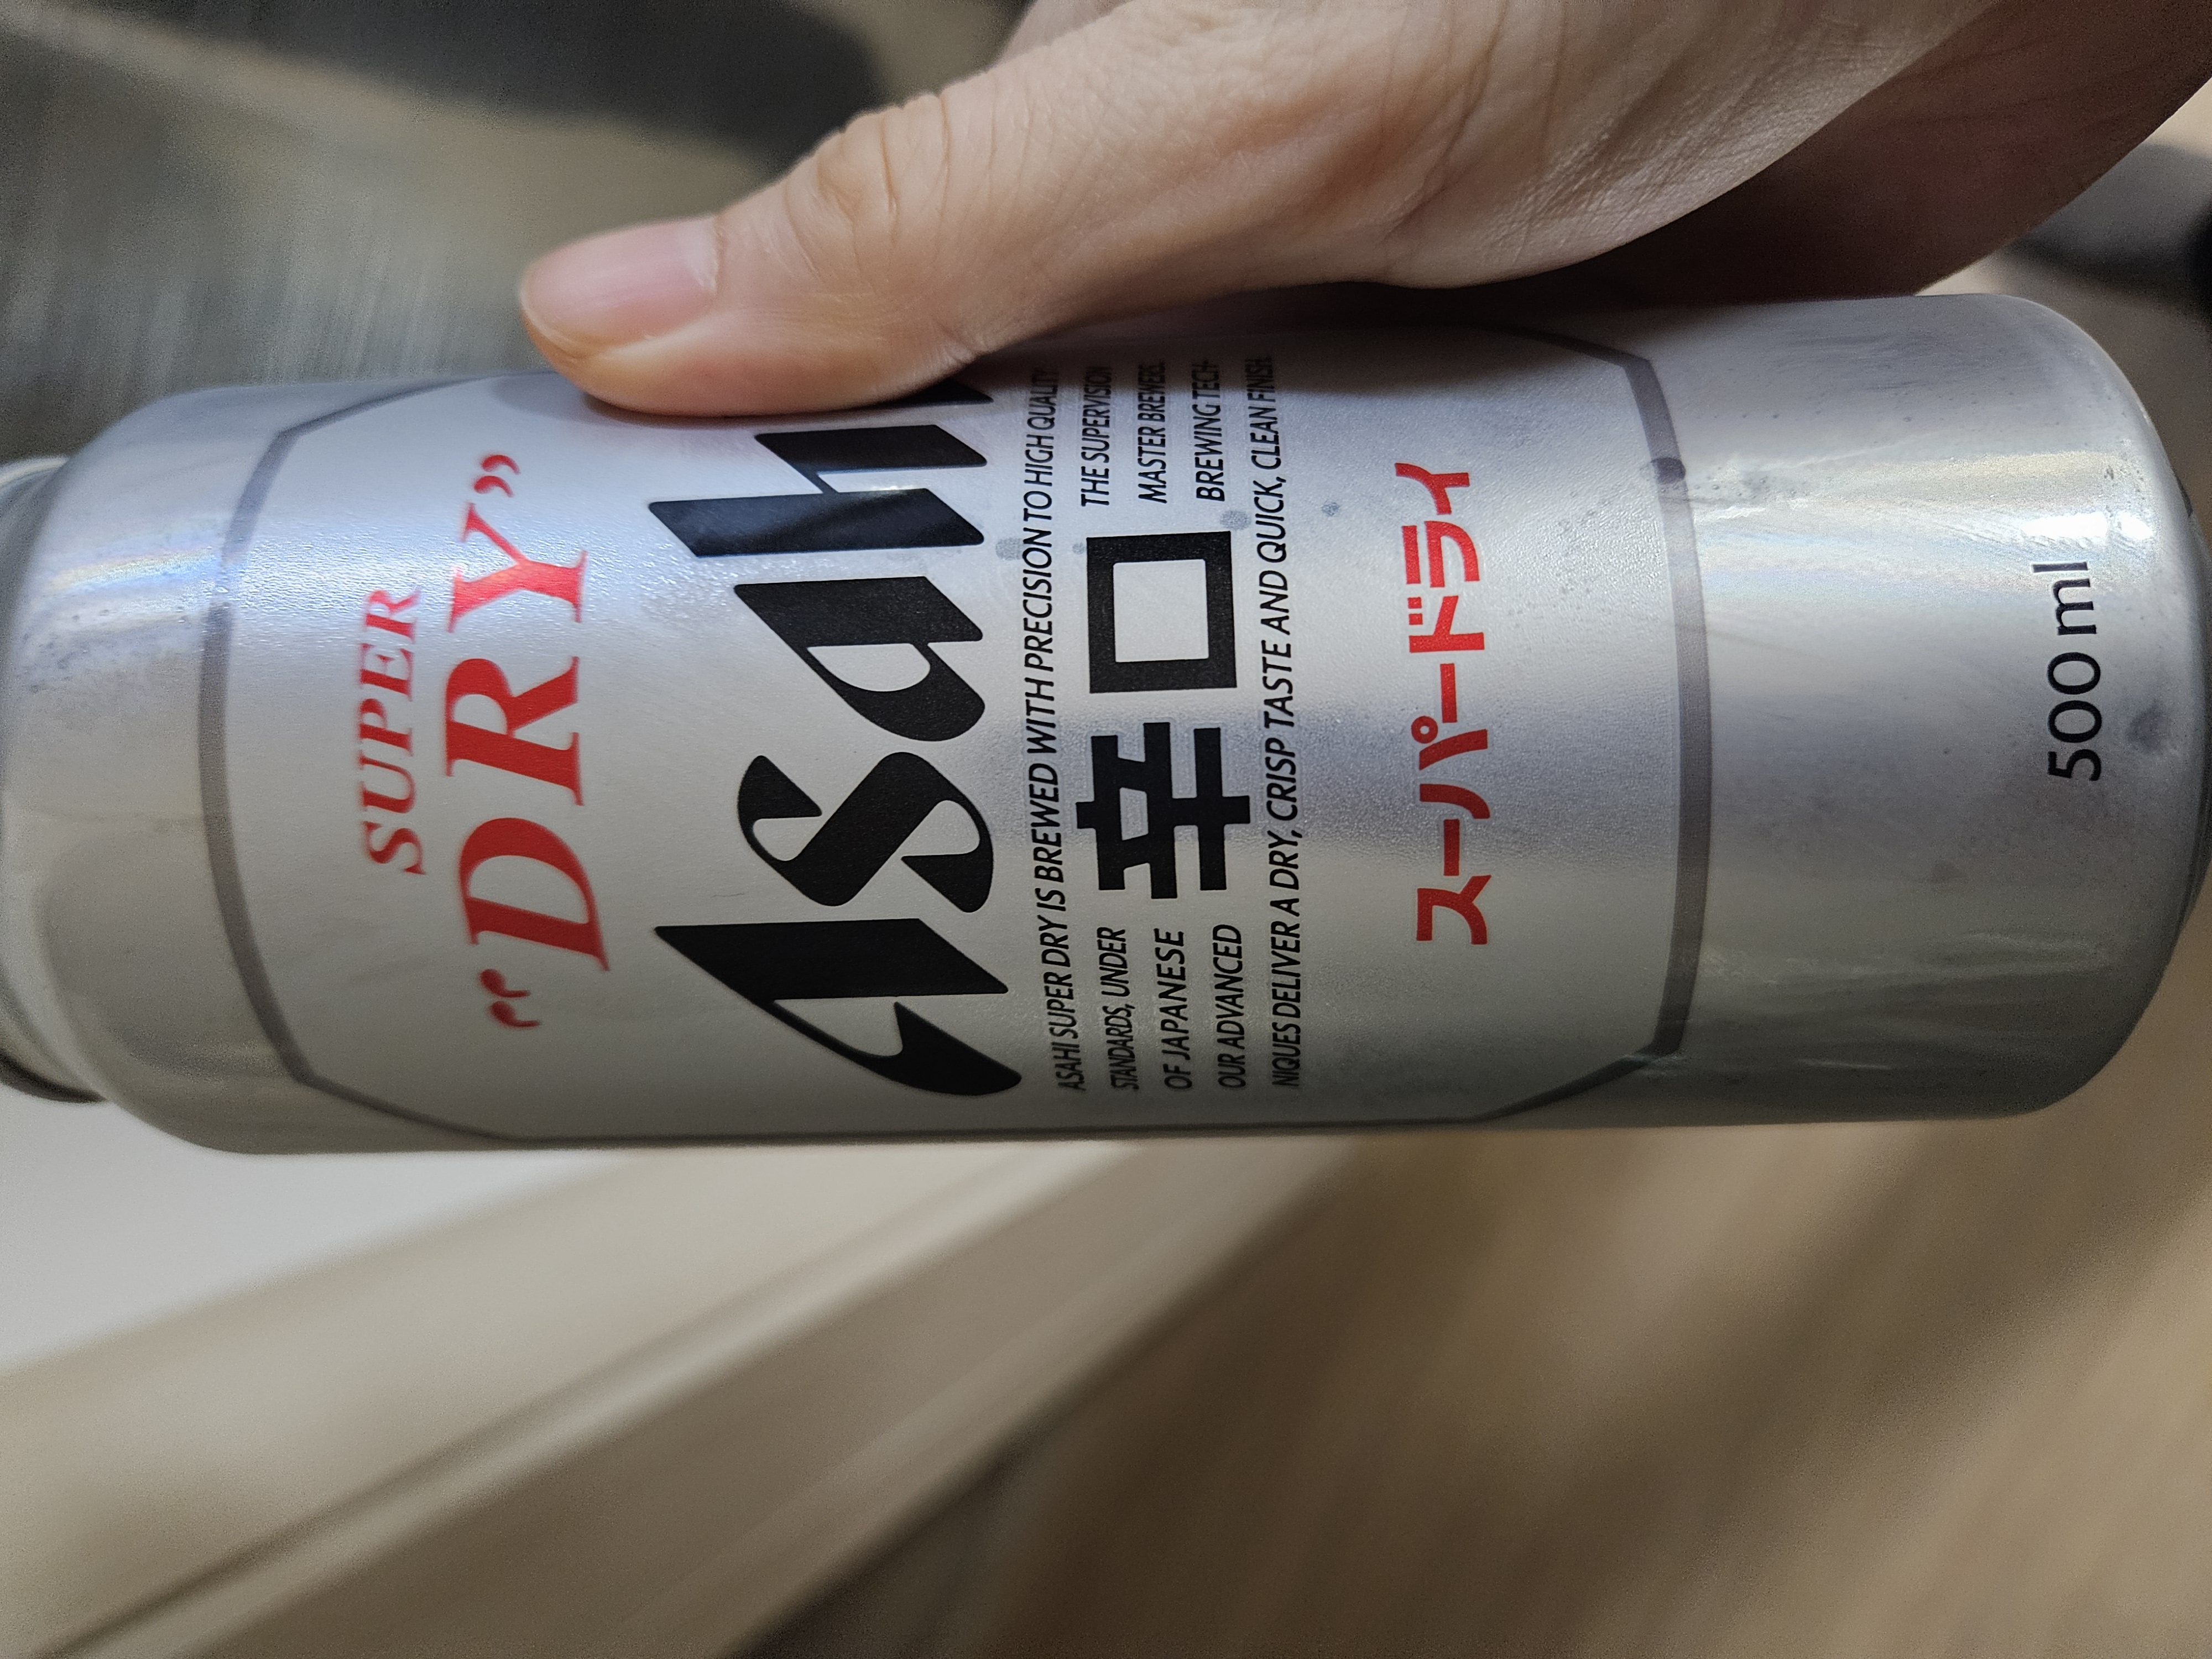 SUPER
"DRY"
Asahi
ASAHI SUPER DRY IS BREWED WITH PRECISION TO HIGH QUALITY
STANDARDS, UNDER THE SUPERVISION
OF JAPANESE 辛口 MASTER BREWERS.
OUR ADVANCED BREWING TECH-
NIQUES DELIVER A DRY, CRISP TASTE AND QUICK, CLEAN FINISH.
スーパードライ
500 ml